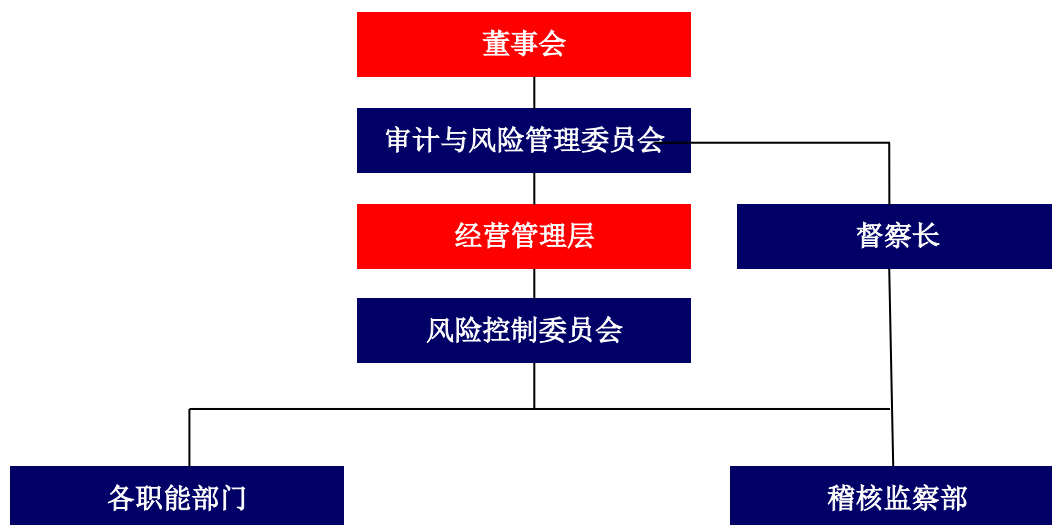 董事会
审计与风险管理委员会
经营管理层
督察长
风险控制委员会
各职能部门
稽核监察部